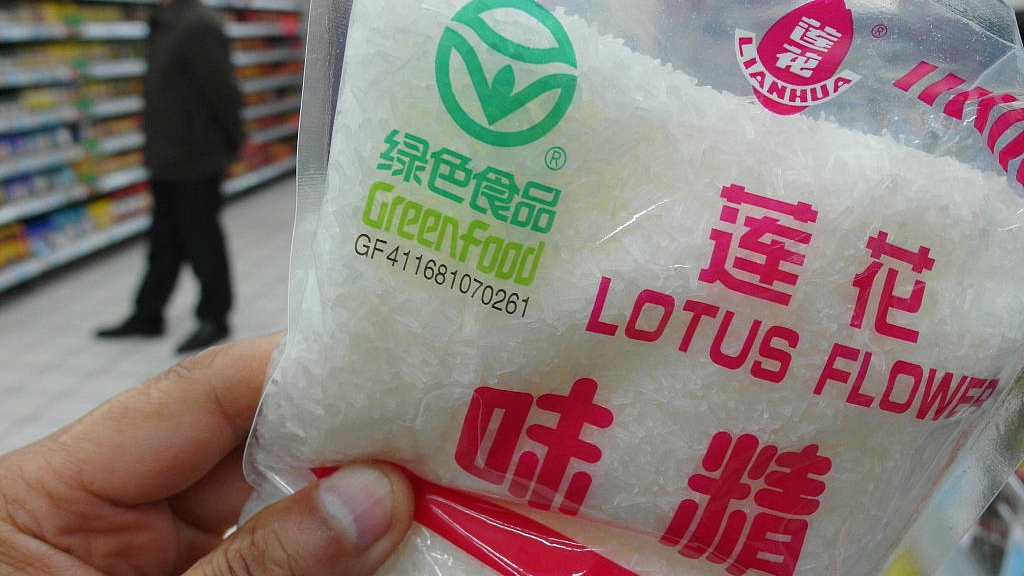 莲花
LIANHUA
®
®
绿色食品
Greenfood
GF411681070261
莲花
LOTUS FLOWER
味精